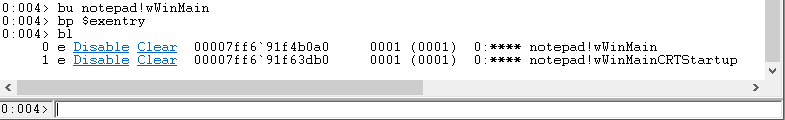 0:004> bu notepad!wWinMain
0:004> bp $exentry
0:004> bl
0 e Disable Clear 00007ff6`91f4b0a0 0001 (0001) 0:**** notepad!wWinMain
1 e Disable Clear 00007ff6`91f63db0 0001 (0001) 0:**** notepad!wWinMainCRTStartup
0:004>